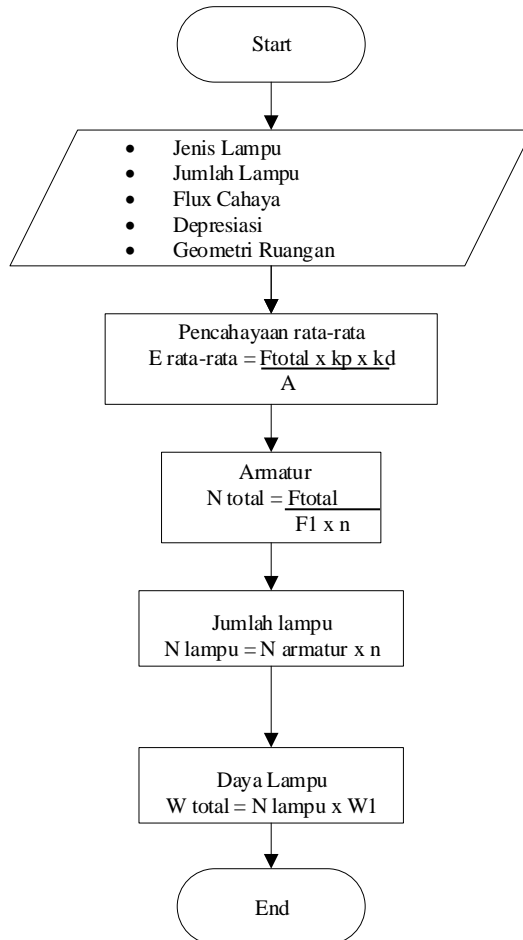 Start
• Jenis Lampu
• Jumlah Lampu
• Flux Cahaya
• Depresiasi
• Geometri Ruangan
Pencahayaan rata-rata
E rata-rata = Ftotal x kp x kd
A
Armatur
N total = Ftotal
F1 x n
Jumlah lampu
N lampu = N armatur x n
Daya Lampu
W total = N lampu x W1
End